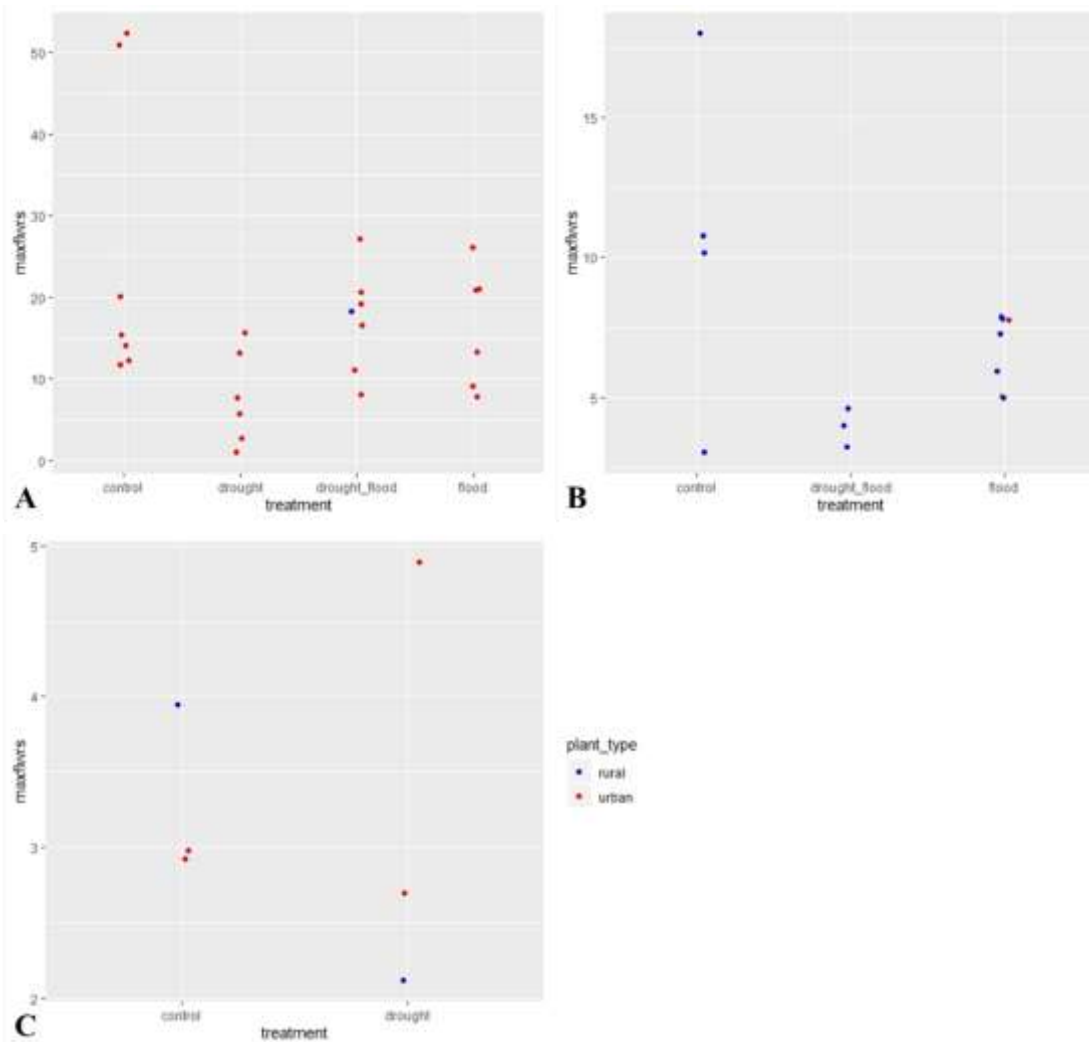 50
40
30
20
10
0
maxflwrs
control drought drought_flood flood
treatment
A
15
10
5
maxflwrs
control drought_flood flood
treatment
B
5
4
3
2
maxflwrs
control drought
treatment
C
plant_type
rural
urban